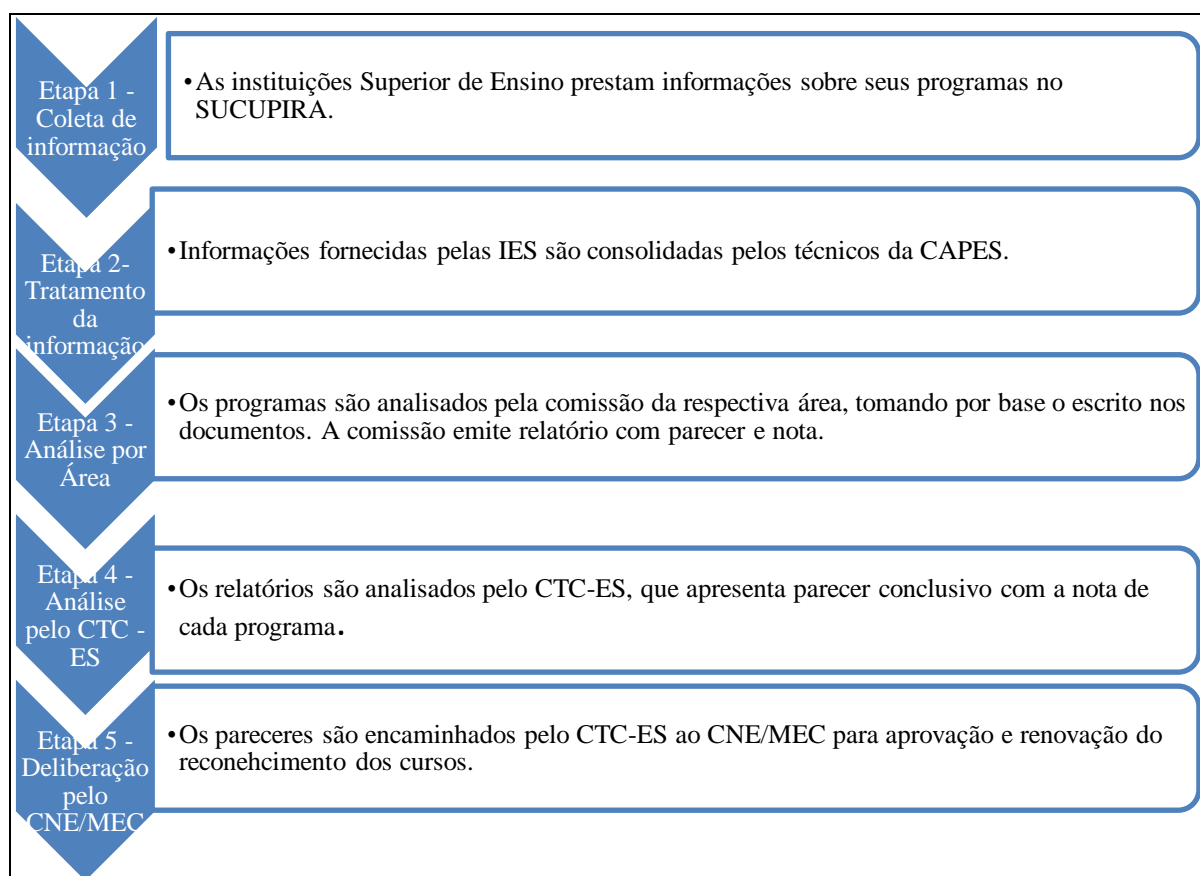 Etapa 1 -
Coleta de
informação
•As instituições Superior de Ensino prestam informações sobre seus programas no
SUCUPIRA.
Etapa 2-
Tratamento
da
informação
•Informações fornecidas pelas IES são consolidadas pelos técnicos da CAPES.
Etapa 3 -
Análise por
Área
•Os programas são analisados pela comissão da respectiva área, tomando por base o escrito nos
documentos. A comissão emite relatório com parecer e nota.
Etapa 4 -
Análise
pelo CTC -
ES
•Os relatórios são analisados pelo CTC-ES, que apresenta parecer conclusivo com a nota de
cada programa.
Etapa 5 -
Deliberação
pelo
CNE/MEC
•Os pareceres são encaminhados pelo CTC-ES ao CNE/MEC para aprovação e renovação do
reconehcimento dos cursos.